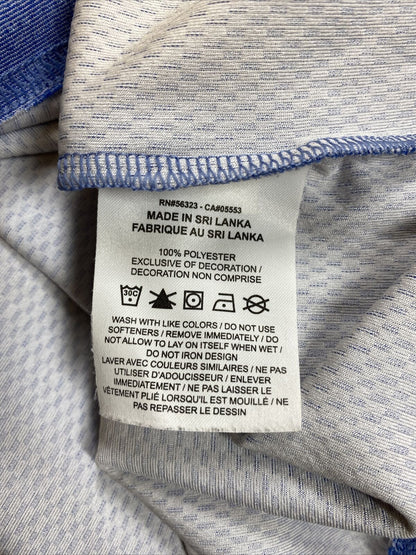 RN#56323 - CA#05553
MADE IN SRI LANKA
FABRIQUE AU SRI LANKA
100% POLYESTER
EXCLUSIVE OF DECORATION /
DECORATION NON COMPRISE
30C
WASH WITH LIKE COLORS / DO NOT USE
SOFTENERS / REMOVE IMMEDIATELY / DO
NOT ALLOW TO LAY ON ITSELF WHEN WET /
DO NOT IRON DESIGN
LAVER AVEC COULEURS SIMILAIRES / NE PAS
UTILISER D'ADOUCISSEUR / ENLEVER
IMMÉDIATEMENT / NE PAS LAISSER LE
VÊTEMENT PLIÉ LORSQU'IL EST MOUILLÉ / NE
PAS REPASSER LE DESSIN